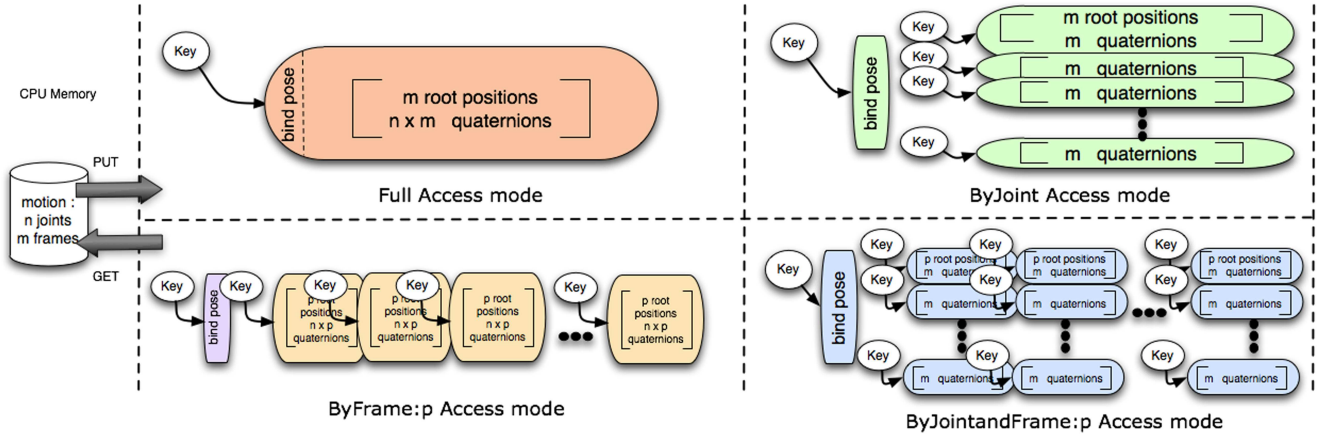 CPU Memory
PUT
motion :
n joints
m frames
GET
Key
bind pose
m root positions
n x m quaternions
Full Access mode
Key
bind pose
Key
m root positions
m quaternions
Key
m quaternions
Key
m quaternions
Key
m quaternions
ByJoint Access mode
Key
bind pose
Key
p root
positions
n x p
quaternions
Key
p root
positions
n x p
quaternions
Key
p root
positions
n x p
quaternions
Key
p root
positions
n x p
quaternions
ByFrame:p Access mode
Key
bind pose
Key
p root positions
m quaternions
Key
p root positions
m quaternions
Key
p root positions
m quaternions
Key
m quaternions
Key
m quaternions
Key
m quaternions
Key
m quaternions
Key
m quaternions
Key
m quaternions
ByJointandFrame:p Access mode